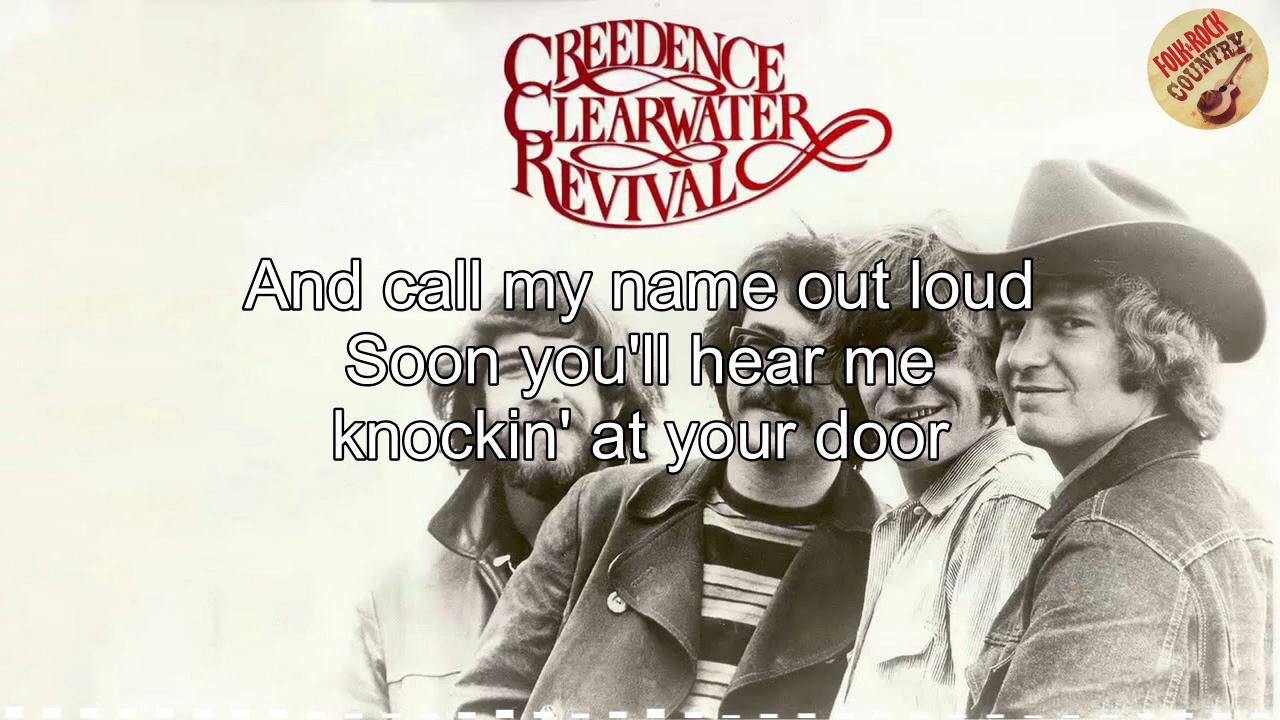 CREEDENCE
CLEARWATER
REVIVAL
FOLK-ROCK
COUNTRY
And call my name out loud
Soon you'll hear me
knockin' at your door